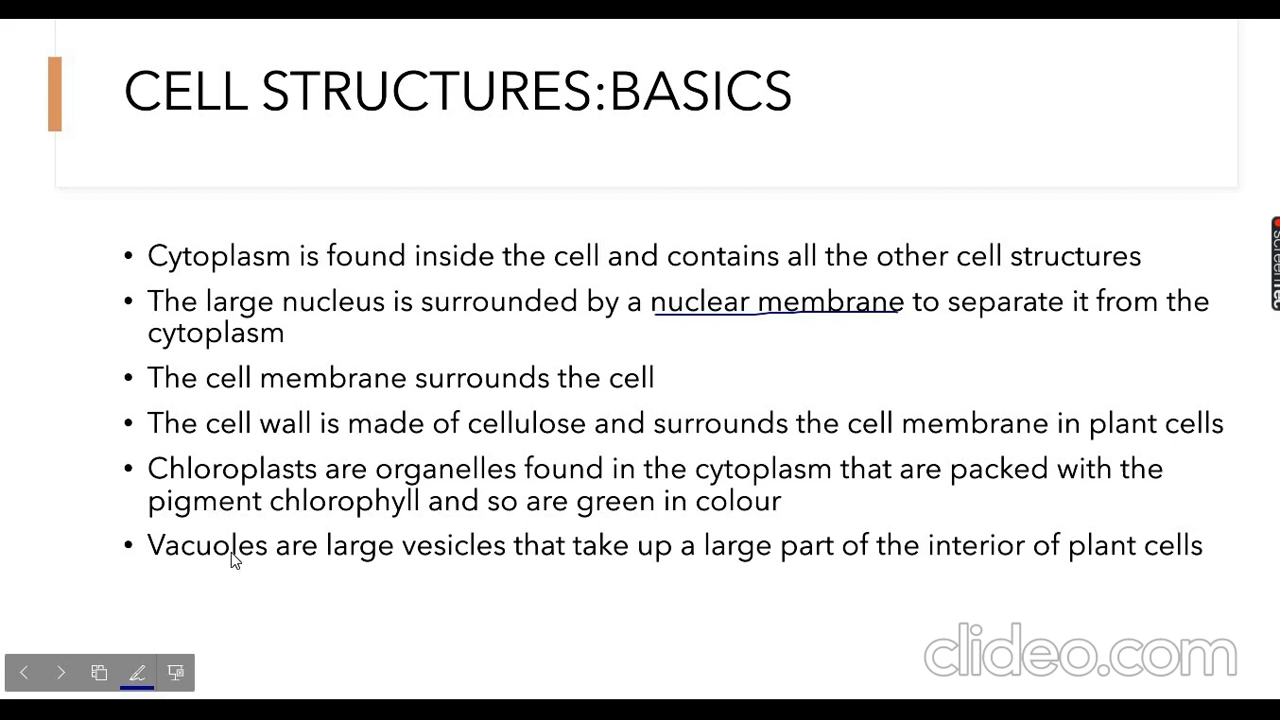 CELL STRUCTURES:BASICS
• Cytoplasm is found inside the cell and contains all the other cell structures
• The large nucleus is surrounded by a nuclear membrane to separate it from the
cytoplasm
• The cell membrane surrounds the cell
• The cell wall is made of cellulose and surrounds the cell membrane in plant cells
• Chloroplasts are organelles found in the cytoplasm that are packed with the
pigment chlorophyll and so are green in colour
• Vacuoles are large vesicles that take up a large part of the interior of plant cells
clideo.com